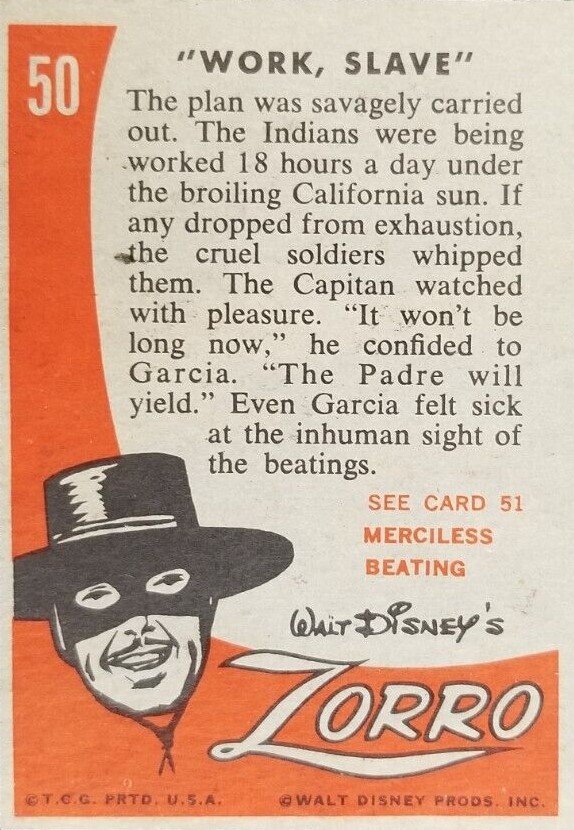 50
"WORK, SLAVE"
The plan was savagely carried
out. The Indians were being
worked 18 hours a day under
the broiling California sun. If
any dropped from exhaustion,
the cruel soldiers whipped
them. The Capitan watched
with pleasure. "It won't be
long now," he confided to
Garcia. "The Padre will
yield." Even Garcia felt sick
at the inhuman sight of
the beatings.
SEE CARD 51
MERCILESS
BEATING
WALT DISNEY'S
ZORRO
©T.C.G. PRTD. U.S.A. ©WALT DISNEY PRODS. INC.